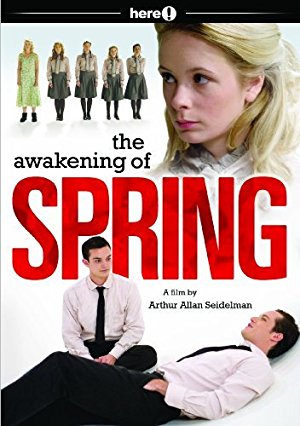 here!
the
awakening of
SPRING
A film by
Arthur Allan Seidelman